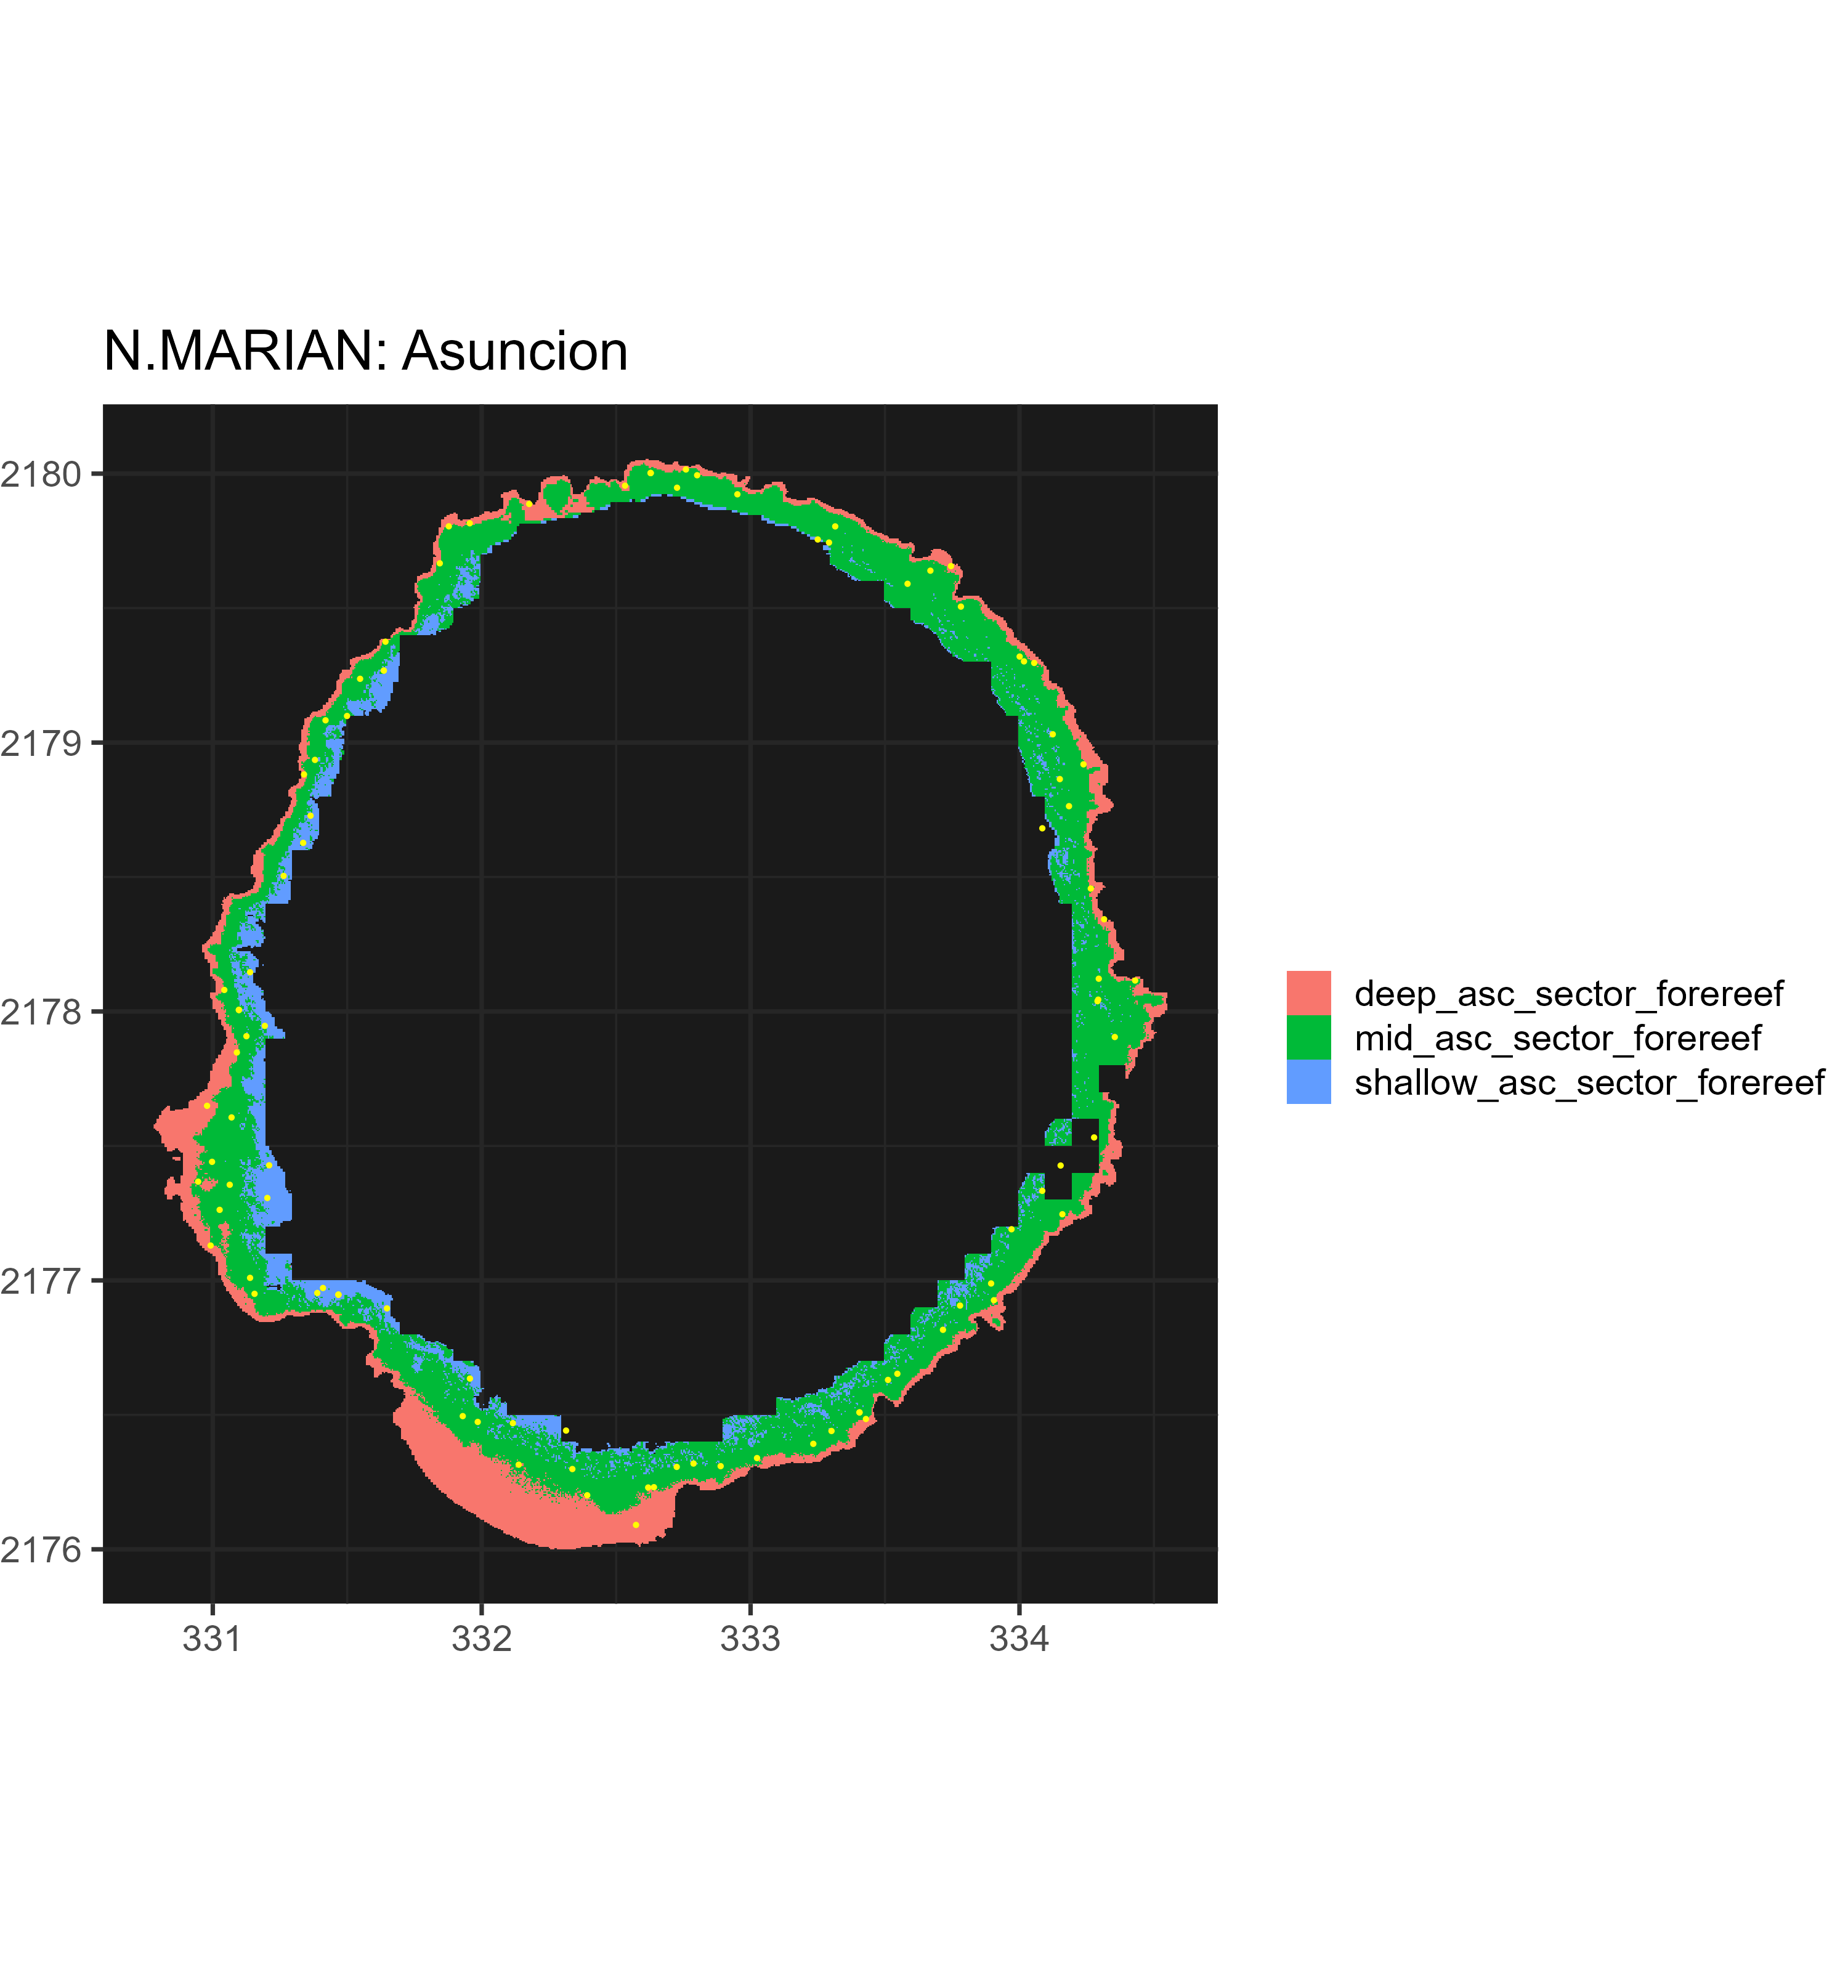 N.MARIAN: Asuncion
2180
2179
2178
2177
2176
331
332
333
334
deep_asc_sector_forereef
mid_asc_sector_forereef
shallow_asc_sector_forereef